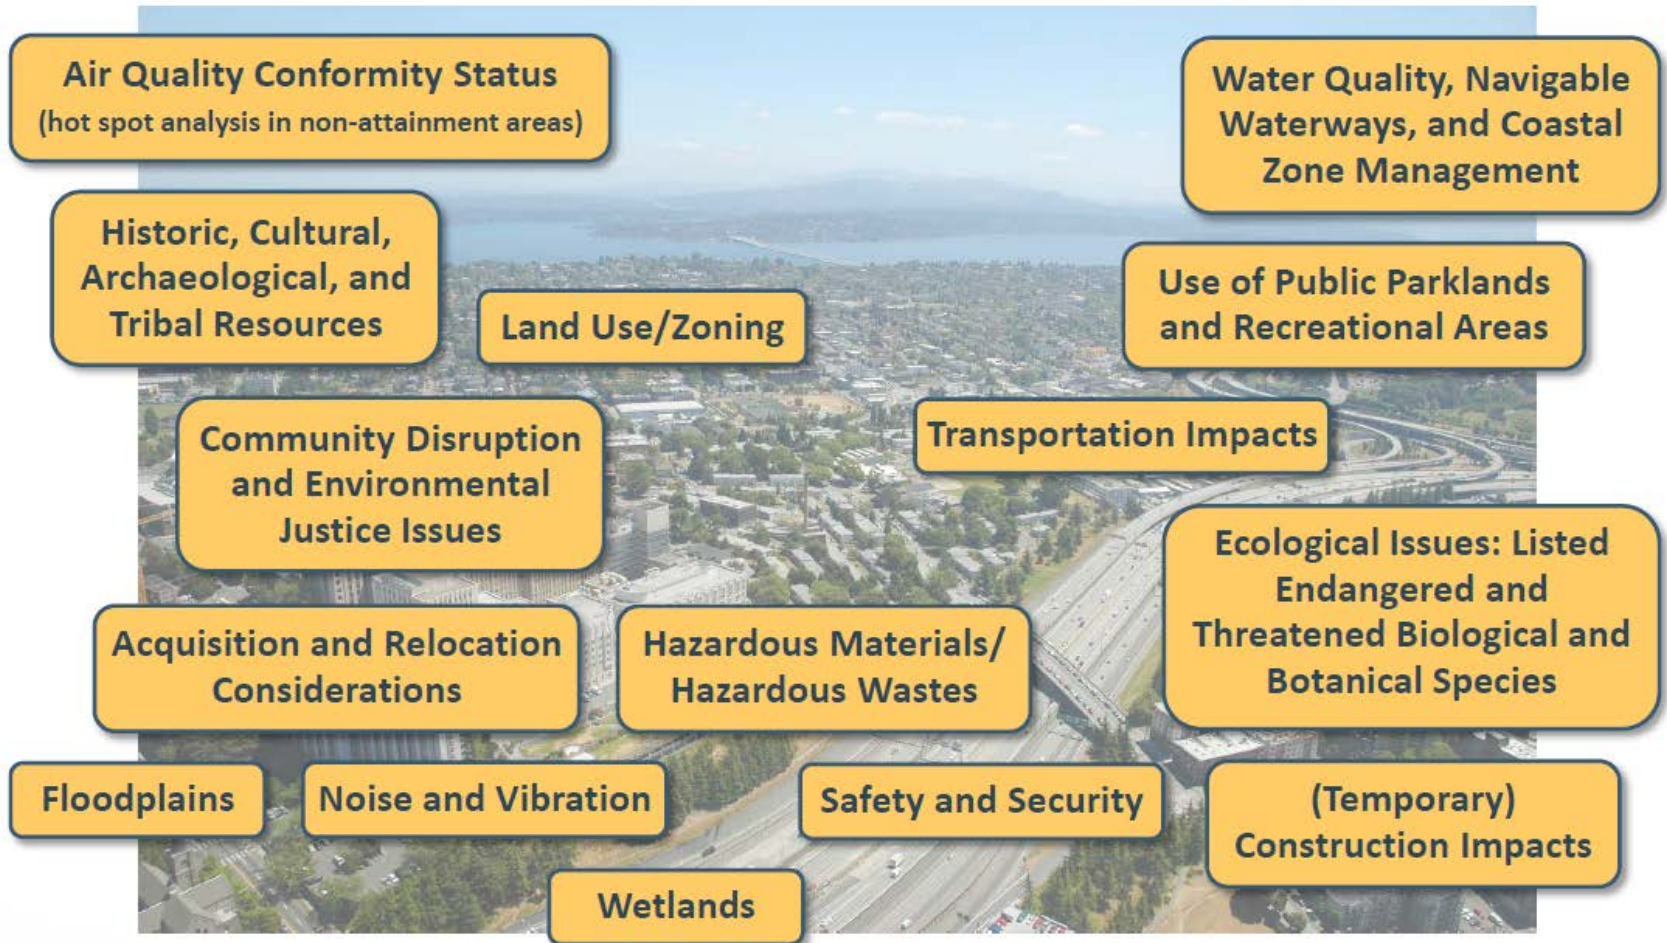 Air Quality Conformity Status
(hot spot analysis in non-attainment areas)
Water Quality, Navigable
Waterways, and Coastal
Zone Management
Historic, Cultural,
Archaeological, and
Tribal Resources
Land Use/Zoning
Use of Public Parklands
and Recreational Areas
Community Disruption
and Environmental
Justice Issues
Transportation Impacts
Ecological Issues: Listed
Endangered and
Threatened Biological and
Botanical Species
Acquisition and Relocation
Considerations
Hazardous Materials/
Hazardous Wastes
Floodplains
Noise and Vibration
Safety and Security
(Temporary)
Construction Impacts
Wetlands